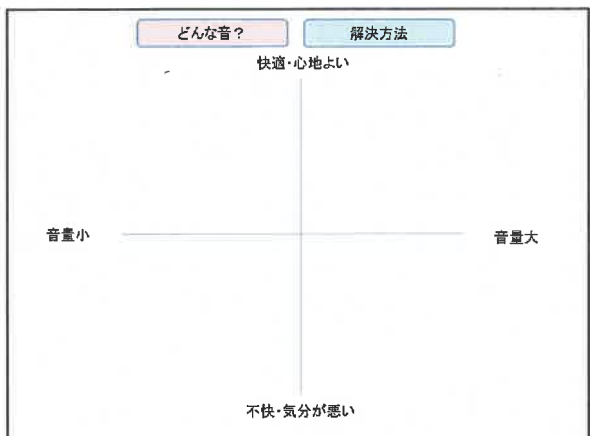 どんな音？
解決方法
快適・心地よい
音量小
音量大
不快・気分が悪い